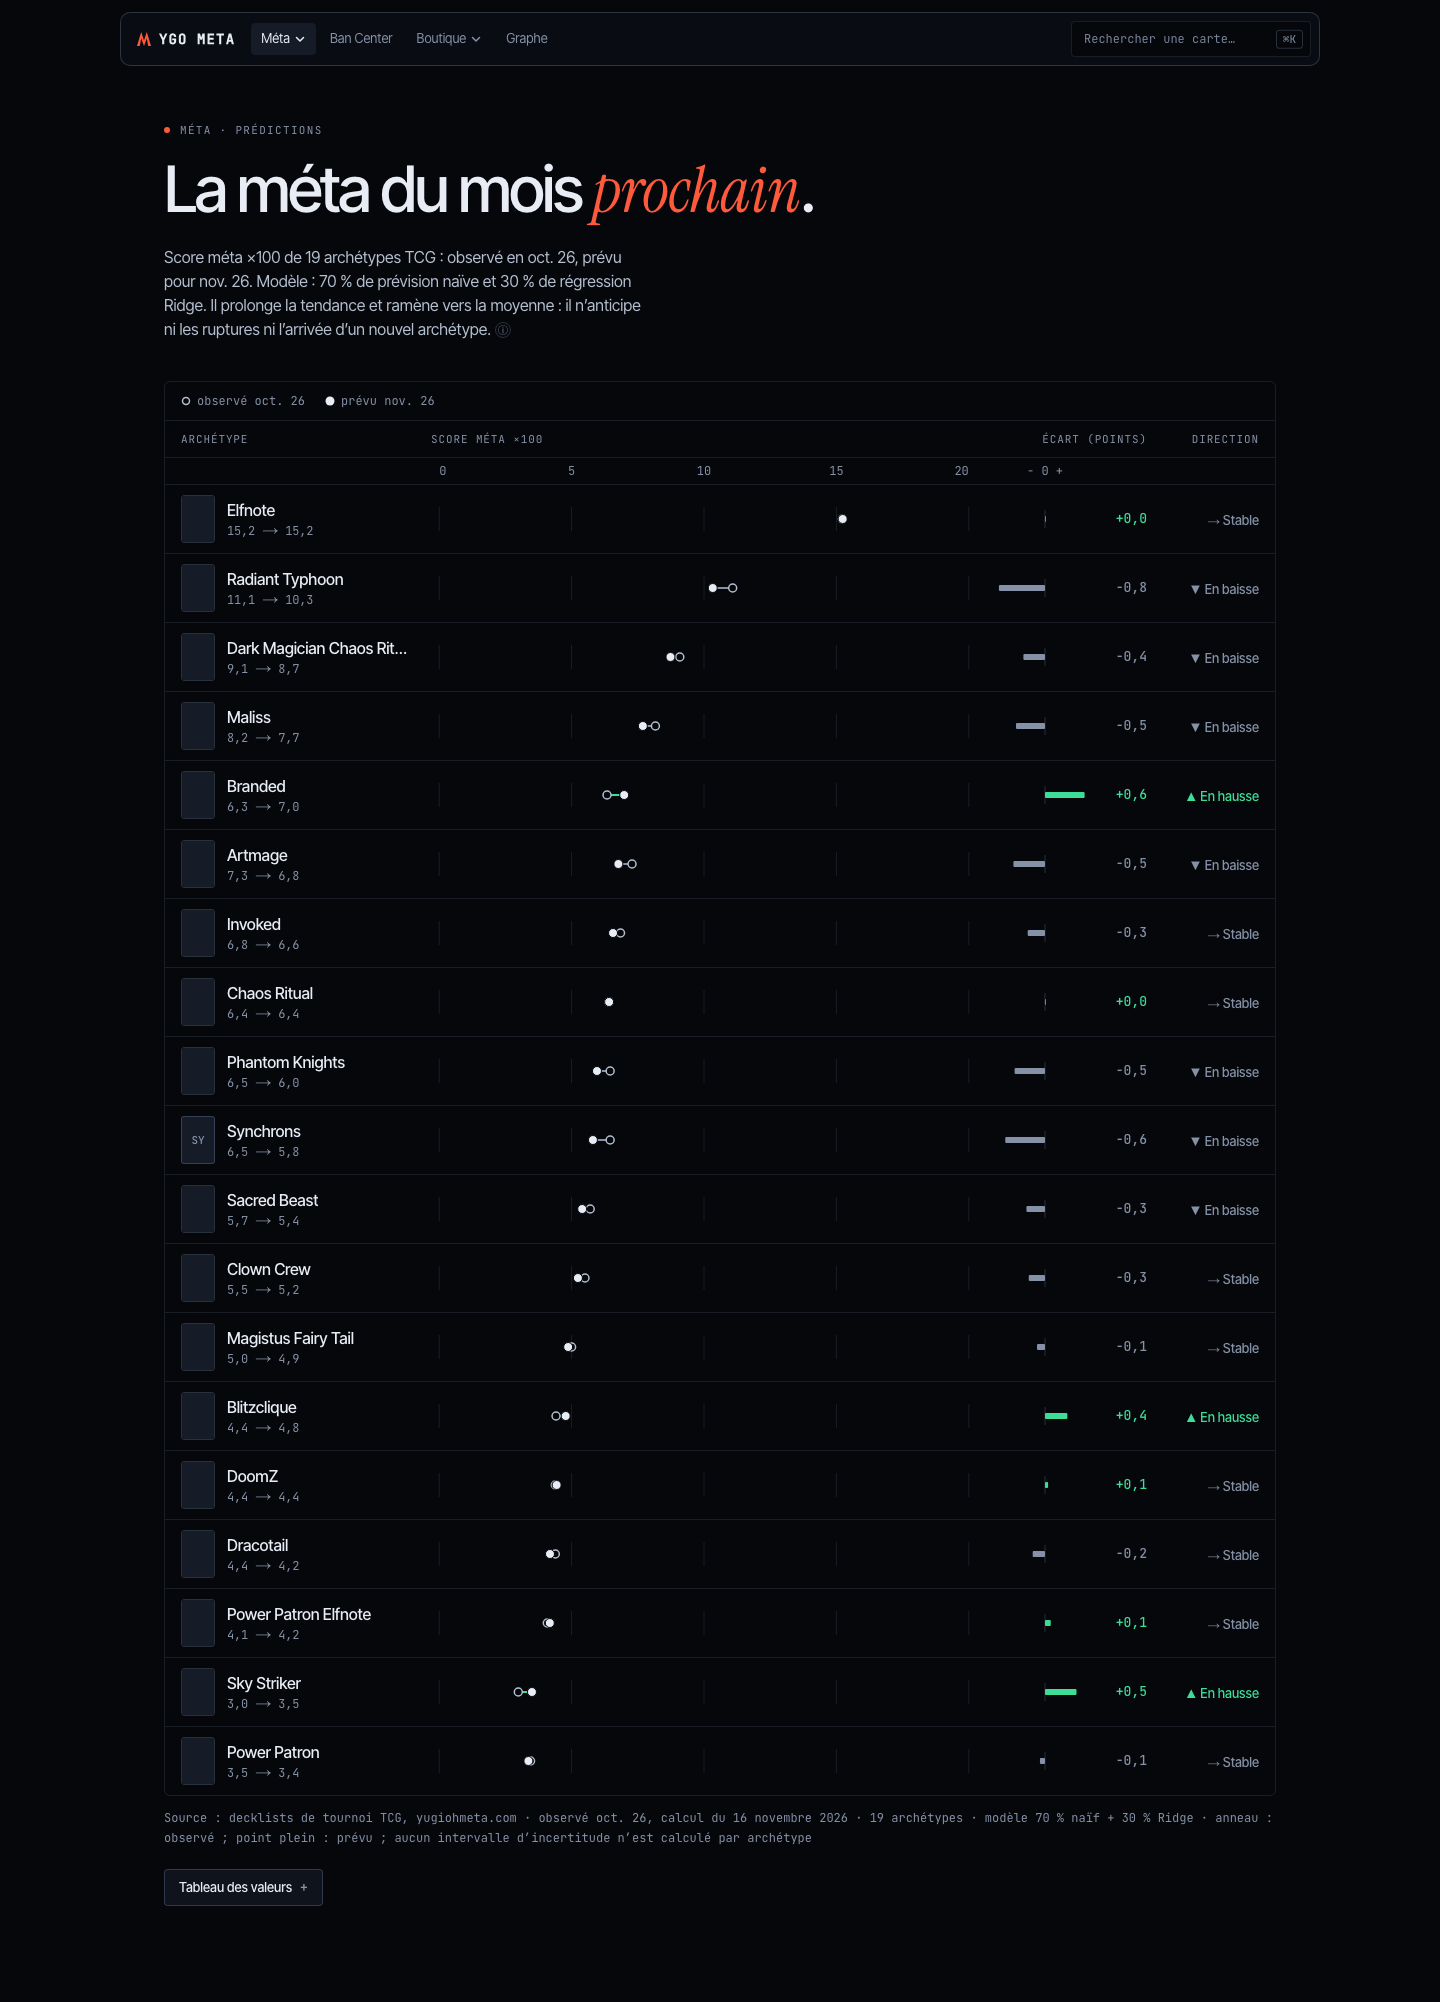 YGO META Méta Ban Center Boutique Graphe Rechercher une carte… ⌘K
MÉTA · PRÉDICTIONS
La méta du mois prochain.
Score méta ×100 de 19 archétypes TCG : observé en oct. 26, prévu
pour nov. 26. Modèle : 70 % de prévision naïve et 30 % de régression
Ridge. Il prolonge la tendance et ramène vers la moyenne : il n’anticipe
ni les ruptures ni l’arrivée d’un nouvel archétype. ⓘ
observé oct. 26 prévu nov. 26
ARCHÉTYPE SCORE MÉTA ×100 ÉCART (POINTS) DIRECTION
0 5 10 15 20 - 0 +
Elfnote
15,2 → 15,2 +0,0 → Stable
Radiant Typhoon
11,1 → 10,3 -0,8 ▼ En baisse
Dark Magician Chaos Rit…
9,1 → 8,7 -0,4 ▼ En baisse
Maliss
8,2 → 7,7 -0,5 ▼ En baisse
Branded
6,3 → 7,0 +0,6 ▲ En hausse
Artmage
7,3 → 6,8 -0,5 ▼ En baisse
Invoked
6,8 → 6,6 -0,3 → Stable
Chaos Ritual
6,4 → 6,4 +0,0 → Stable
Phantom Knights
6,5 → 6,0 -0,5 ▼ En baisse
SY Synchrons
6,5 → 5,8 -0,6 ▼ En baisse
Sacred Beast
5,7 → 5,4 -0,3 ▼ En baisse
Clown Crew
5,5 → 5,2 -0,3 → Stable
Magistus Fairy Tail
5,0 → 4,9 -0,1 → Stable
Blitzclique
4,4 → 4,8 +0,4 ▲ En hausse
DoomZ
4,4 → 4,4 +0,1 → Stable
Dracotail
4,4 → 4,2 -0,2 → Stable
Power Patron Elfnote
4,1 → 4,2 +0,1 → Stable
Sky Striker
3,0 → 3,5 +0,5 ▲ En hausse
Power Patron
3,5 → 3,4 -0,1 → Stable
Source : decklists de tournoi TCG, yugiohmeta.com · observé oct. 26, calcul du 16 novembre 2026 · 19 archétypes · modèle 70 % naïf + 30 % Ridge · anneau :
observé ; point plein : prévu ; aucun intervalle d’incertitude n’est calculé par archétype
Tableau des valeurs +